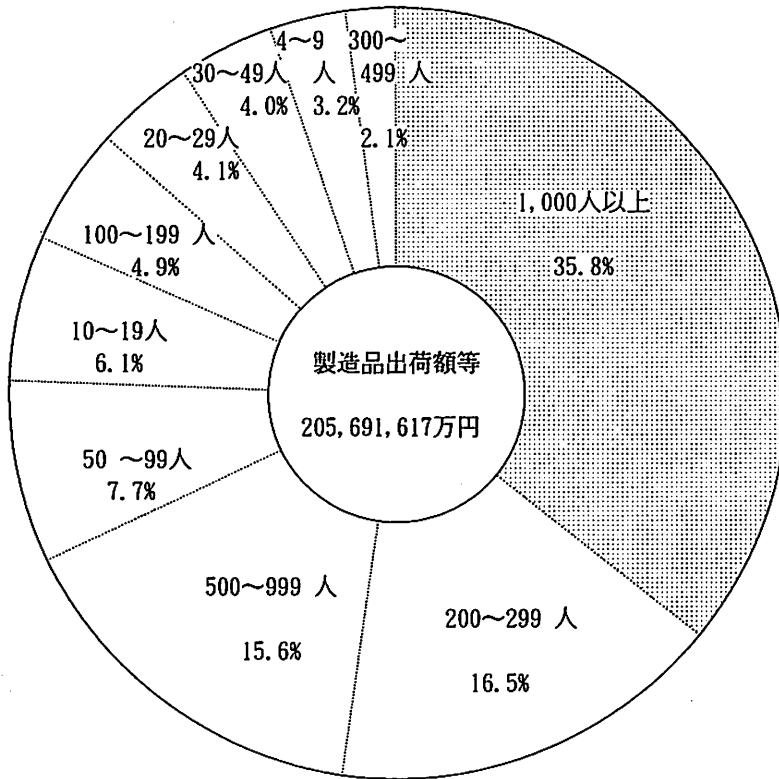 4～9人
3.2%
300～499 人
2.1%
30～49人
4.0%
20～29人
4.1%
1,000人以上
35.8%
100～199 人
4.9%
10～19人
6.1%
製造品出荷額等
205,691,617万円
50 ～99人
7.7%
500～999 人
15.6%
200～299 人
16.5%